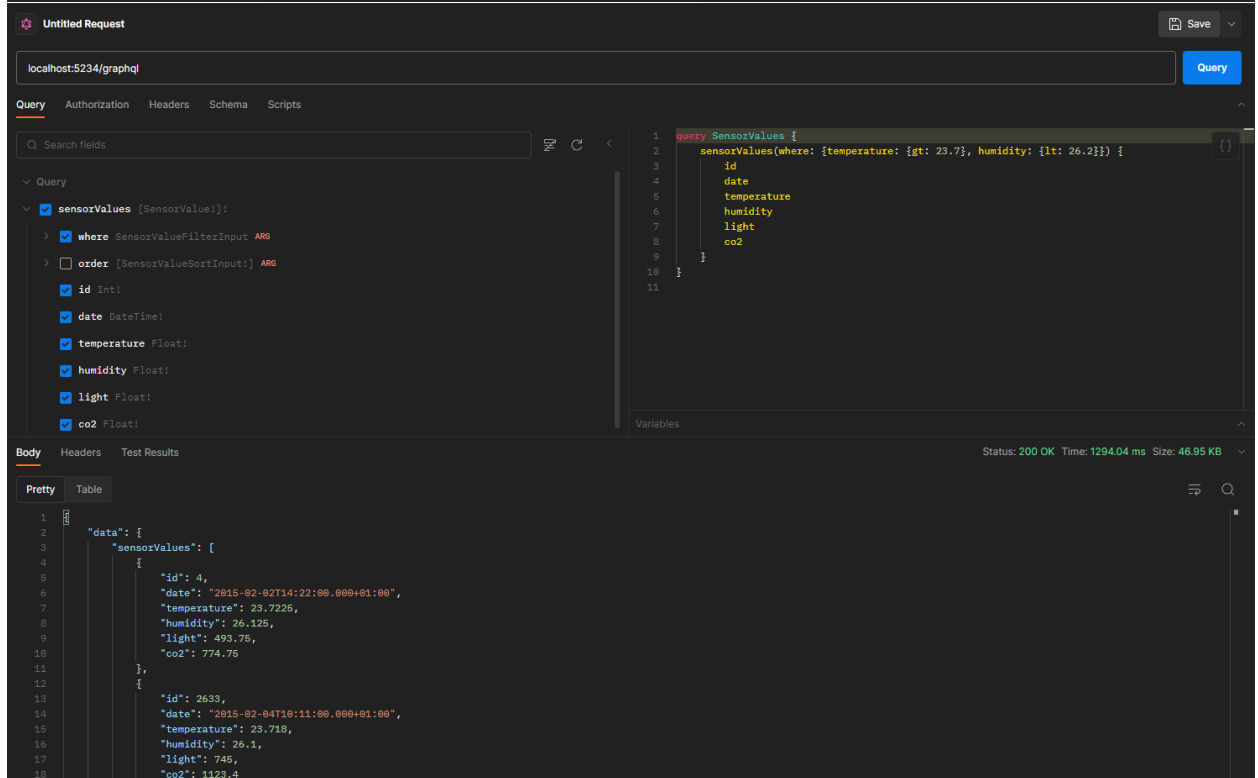 Untitled Request
Save
localhost:5234/graphql
Query
Query Authorization Headers Schema Scripts
Search fields
Query
sensorValues [SensorValue!]!
where SensorValueFilterInput ARG
order [SensorValueSortInput!] ARG
id Int!
date DateTime!
temperature Float!
humidity Float!
light Float!
co2 Float!
1 query SensorValues {
2 sensorValues(where: {temperature: {gt: 23.7}, humidity: {lt: 26.2}}) {
3 id
4 date
5 temperature
6 humidity
7 light
8 co2
9 }
10 }
11
{}
Variables
Body Headers Test Results
Status: 200 OK Time: 1294.04 ms Size: 46.95 KB
Pretty Table
1 {
2 "data": {
3 "sensorValues": [
4 {
5 "id": 4,
6 "date": "2015-02-02T14:22:00.000+01:00",
7 "temperature": 23.7225,
8 "humidity": 26.125,
9 "light": 493.75,
10 "co2": 774.75
11 },
12 {
13 "id": 2633,
14 "date": "2015-02-04T10:11:00.000+01:00",
15 "temperature": 23.718,
16 "humidity": 26.1,
17 "light": 745,
18 "co2": 1123.4